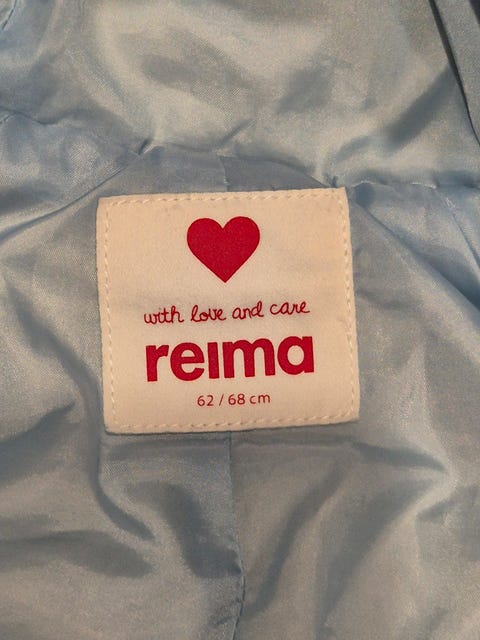 with love and care
reima
62 / 68 cm